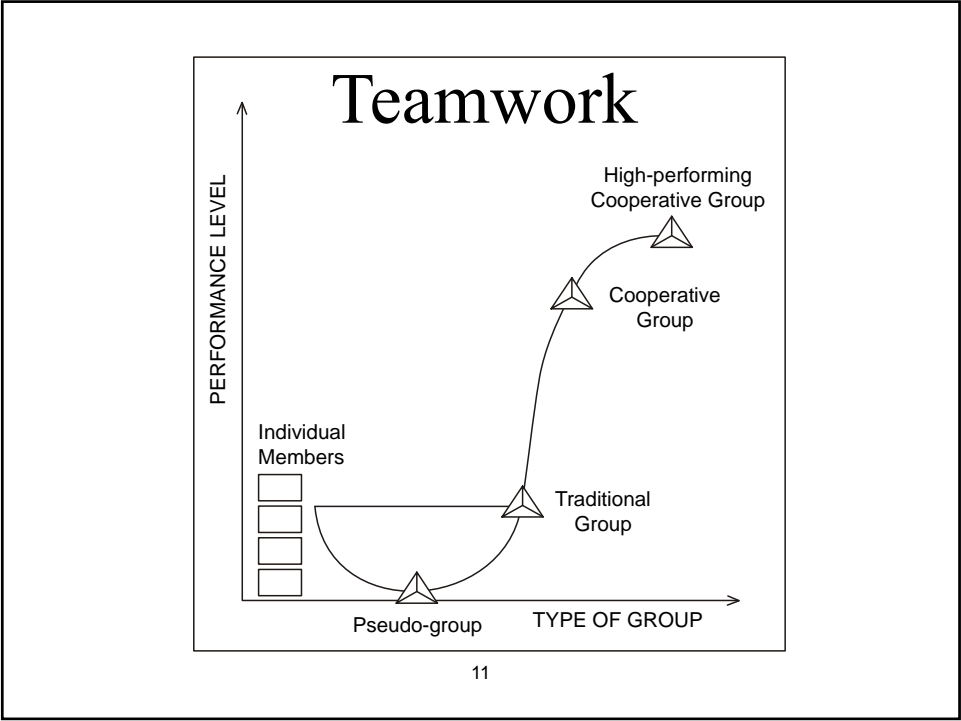 Teamwork
PERFORMANCE LEVEL
High-performing
Cooperative Group
Cooperative
Group
Individual
Members
Traditional
Group
Pseudo-group
TYPE OF GROUP
11